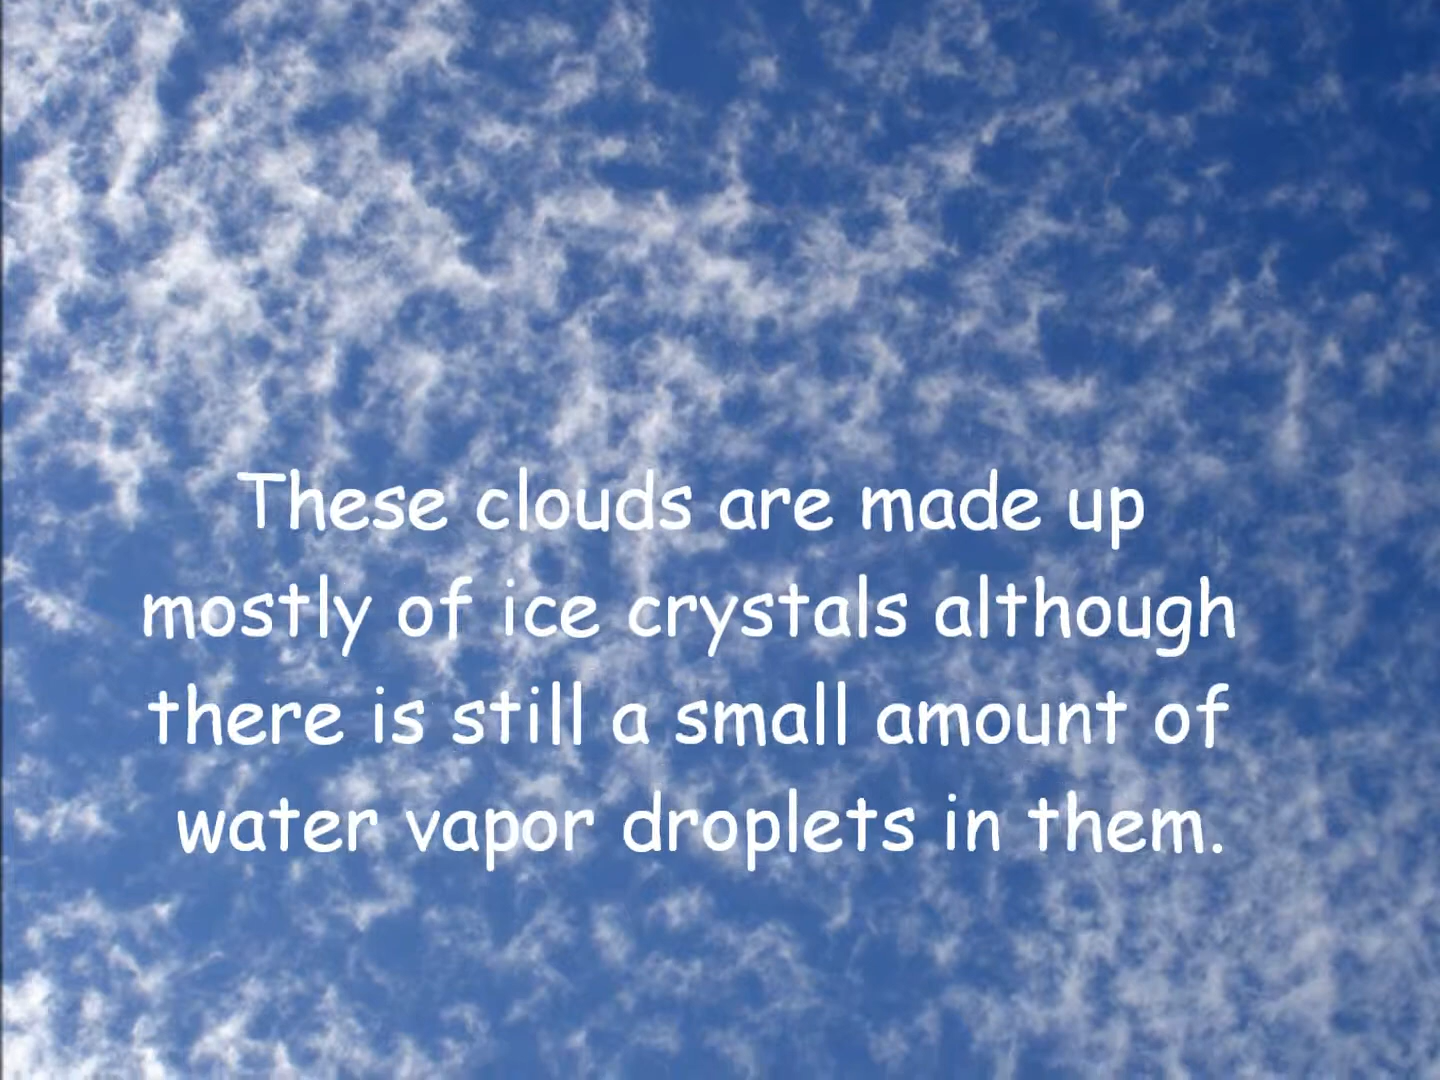 These clouds are made up
mostly of ice crystals although
there is still a small amount of
water vapor droplets in them.